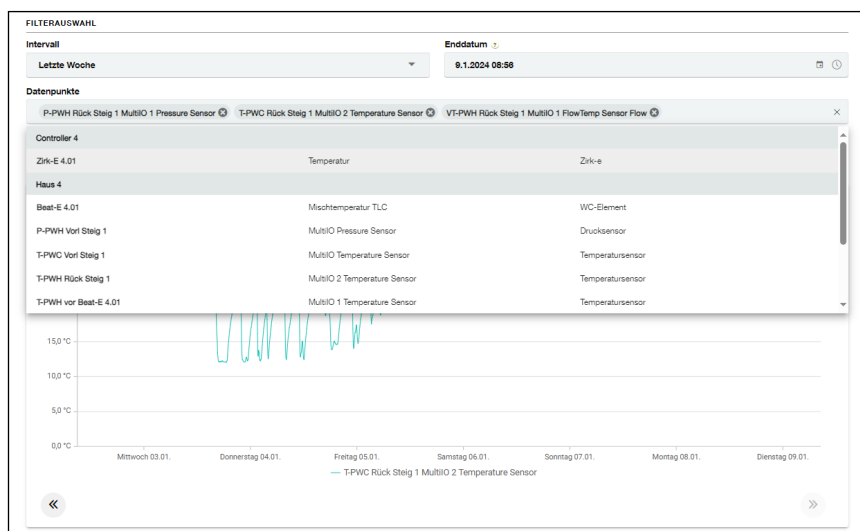 FILTERAUSWAHL
Intervall Enddatum
Letzte Woche 9.1.2024 08:56
Datenpunkte
P-PWH Rück Steig 1 MultiIO 1 Pressure Sensor T-PWC Rück Steig 1 MultiIO 2 Temperature Sensor VT-PWH Rück Steig 1 MultiIO 1 FlowTemp Sensor Flow
Controller 4
Zirk-E 4.01 Temperatur Zirk-e
Haus 4
Beat-E 4.01 Mischtemperatur TLC WC-Element
P-PWH Vorl Steig 1 MultiIO Pressure Sensor Drucksensor
T-PWC Vorl Steig 1 MultiIO Temperature Sensor Temperatursensor
T-PWH Rück Steig 1 MultiIO 2 Temperature Sensor Temperatursensor
T-PWH vor Beat-E 4.01 MultiIO 1 Temperature Sensor Temperatursensor
15,0 °C
10,0 °C
5,0 °C
0,0 °C
Mittwoch 03.01. Donnerstag 04.01. Freitag 05.01. Samstag 06.01. Sonntag 07.01. Montag 08.01. Dienstag 09.01.
T-PWC Rück Steig 1 MultiIO 2 Temperature Sensor